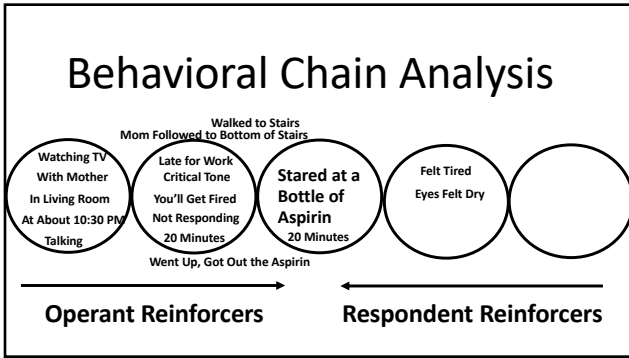 Behavioral Chain Analysis
Walked to Stairs
Mom Followed to Bottom of Stairs
Watching TV
With Mother
In Living Room
At About 10:30 PM
Talking
Late for Work
Critical Tone
You'll Get Fired
Not Responding
20 Minutes
Stared at a
Bottle of
Aspirin
20 Minutes
Felt Tired
Eyes Felt Dry
Went Up, Got Out the Aspirin
Operant Reinforcers
Respondent Reinforcers